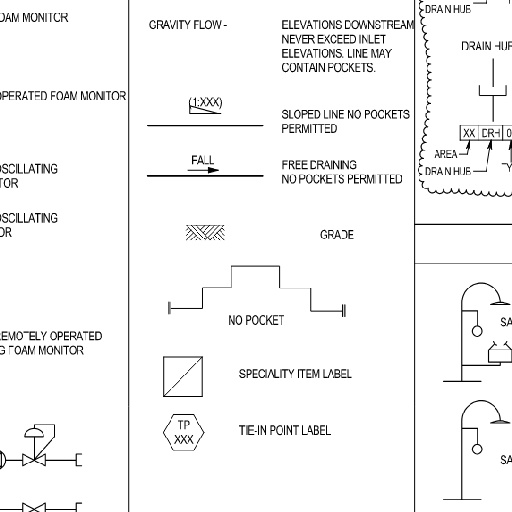 OAM MONITOR
OPERATED FOAM MONITOR
OSCILLATING
TOR
OSCILLATING
OR
REMOTELY OPERATED
G FOAM MONITOR
GRAVITY FLOW -
ELEVATIONS DOWNSTREAM
NEVER EXCEED INLET
ELEVATIONS. LINE MAY
CONTAIN POCKETS.
(1:XXX)
SLOPED LINE NO POCKETS
PERMITTED
FALL
FREE DRAINING
NO POCKETS PERMITTED
GRADE
NO POCKET
SPECIALITY ITEM LABEL
TP
XXX
TIE-IN POINT LABEL
DRAIN HUB
DRAIN HUB
XX DRH 0
AREA
DRAIN HUB
Y
SA
SA